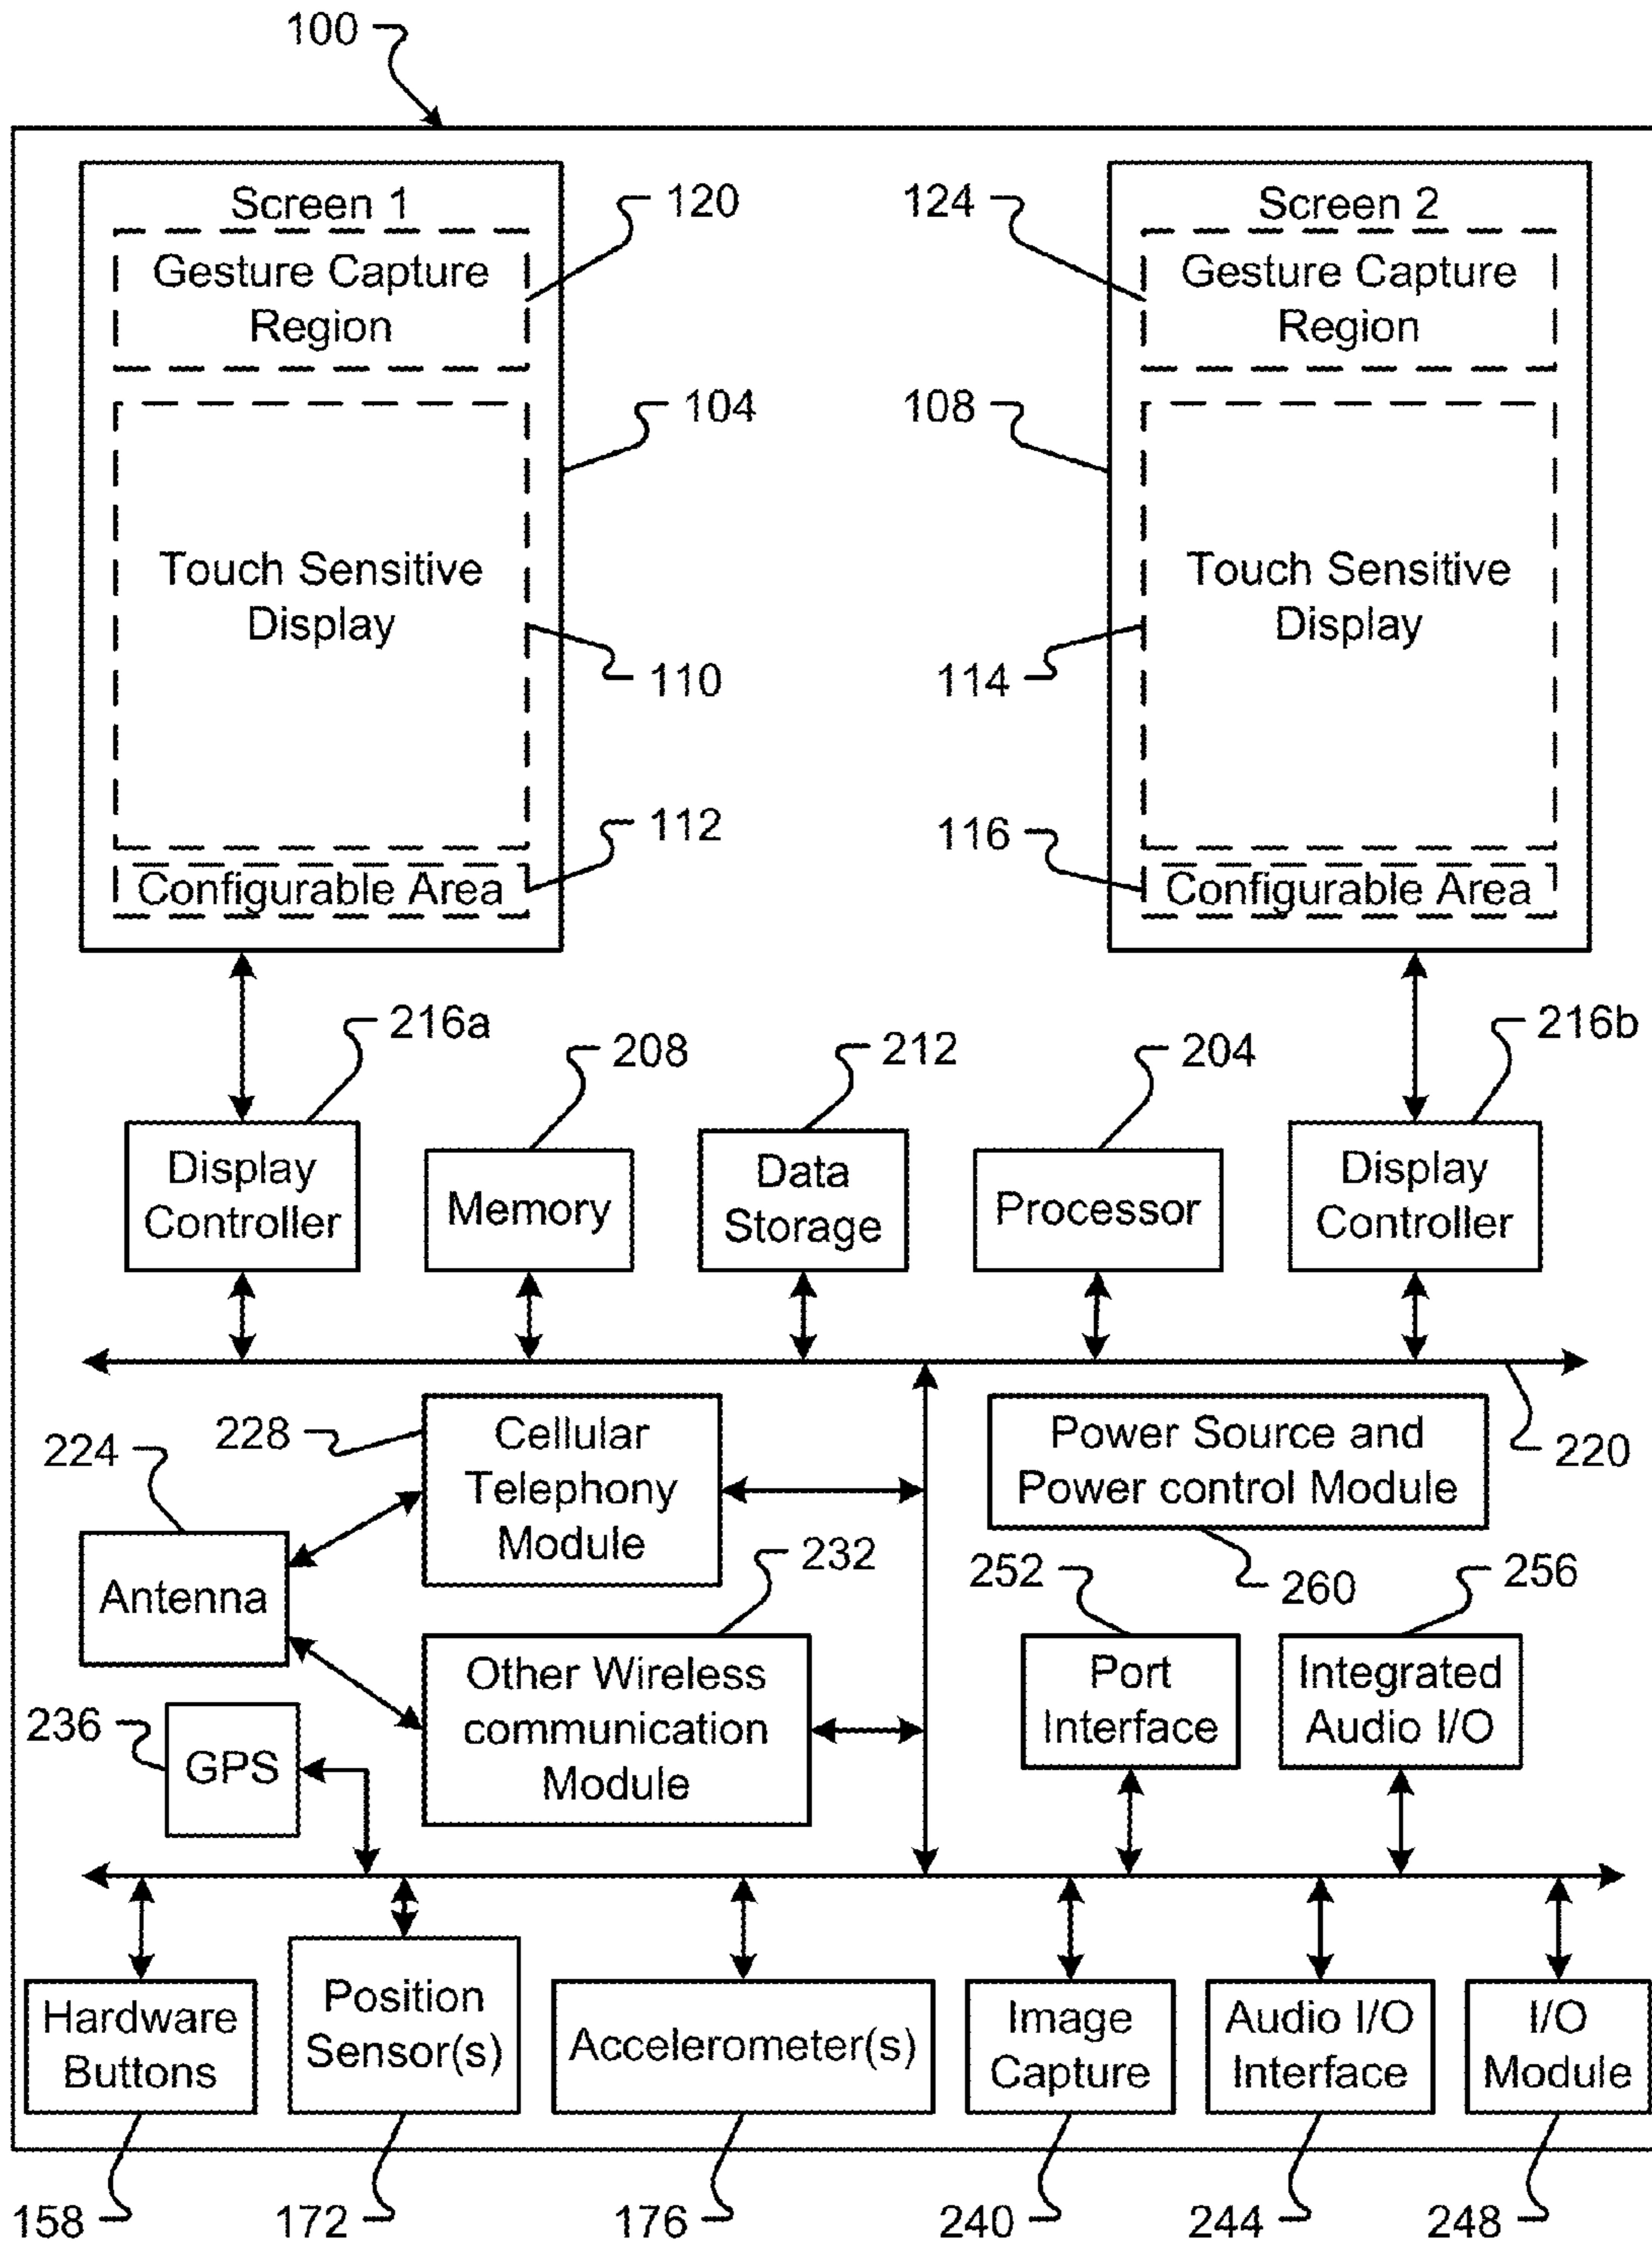 100
Screen 1
120
124
Screen 2
Gesture Capture
Region
Gesture Capture
Region
104
108
Touch Sensitive
Display
Touch Sensitive
Display
110
114
112
116
Configurable Area
Configurable Area
216a
208
212
204
216b
Display
Controller
Memory
Data
Storage
Processor
Display
Controller
224
228
Cellular
Telephony
Module
Power Source and
Power control Module
220
Antenna
232
252
260
256
236
GPS
Other Wireless
communication
Module
Port
Interface
Integrated
Audio I/O
Hardware
Buttons
Position
Sensor(s)
Accelerometer(s)
Image
Capture
Audio I/O
Interface
I/O
Module
158
172
176
240
244
248